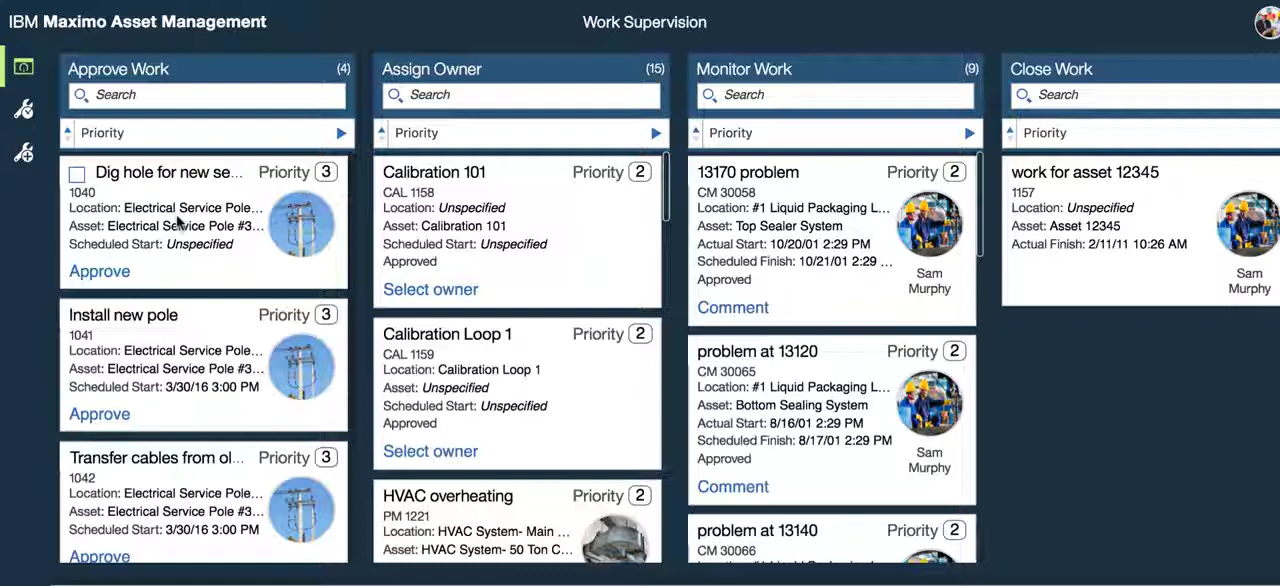 IBM Maximo Asset Management
Work Supervision
Approve Work (4)
Search
Priority
Dig hole for new se... Priority 3
1040
Location: Electrical Service Pole...
Asset: Electrical Service Pole #3...
Scheduled Start: Unspecified
Approve
Install new pole Priority 3
1041
Location: Electrical Service Pole...
Asset: Electrical Service Pole #3...
Scheduled Start: 3/30/16 3:00 PM
Approve
Transfer cables from ol... Priority 3
1042
Location: Electrical Service Pole...
Asset: Electrical Service Pole #3...
Scheduled Start: 3/30/16 3:00 PM
Approve
Assign Owner (15)
Search
Priority
Calibration 101 Priority 2
CAL 1158
Location: Unspecified
Asset: Calibration 101
Scheduled Start: Unspecified
Approved
Select owner
Calibration Loop 1 Priority 2
CAL 1159
Location: Calibration Loop 1
Asset: Unspecified
Scheduled Start: Unspecified
Approved
Select owner
HVAC overheating Priority 2
PM 1221
Location: HVAC System- Main ...
Asset: HVAC System- 50 Ton C...
Monitor Work (9)
Search
Priority
13170 problem Priority 2
CM 30058
Location: #1 Liquid Packaging L...
Asset: Top Sealer System
Actual Start: 10/20/01 2:29 PM
Scheduled Finish: 10/21/01 2:29 ...
Approved
Sam
Murphy
Comment
problem at 13120 Priority 2
CM 30065
Location: #1 Liquid Packaging L...
Asset: Bottom Sealing System
Actual Start: 8/16/01 2:29 PM
Scheduled Finish: 8/17/01 2:29 PM
Approved
Sam
Murphy
Comment
problem at 13140 Priority 2
CM 30066
Close Work
Search
Priority
work for asset 12345
1157
Location: Unspecified
Asset: Asset 12345
Actual Finish: 2/11/11 10:26 AM
Sam
Murphy